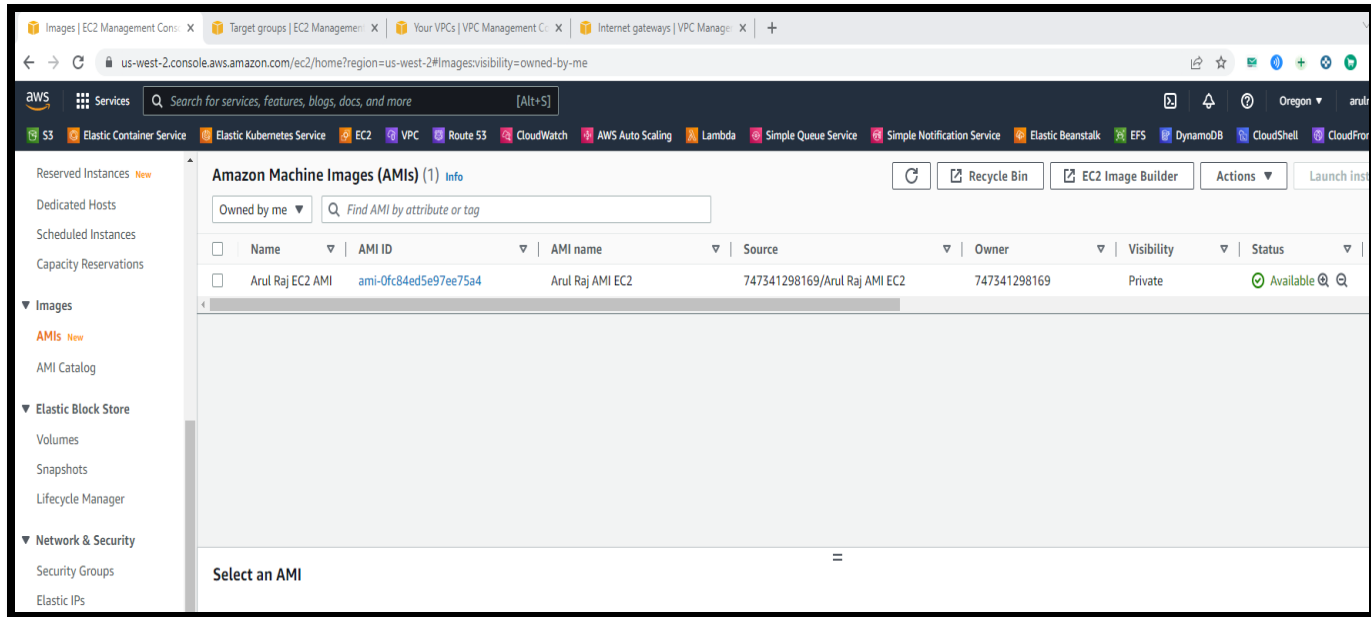 Images | EC2 Management Cons Target groups | EC2 Managemen Your VPCs | VPC Management Co Internet gateways | VPC Manage
us-west-2.console.aws.amazon.com/ec2/home?region=us-west-2#Images:visibility=owned-by-me
aws Services Search for services, features, blogs, docs, and more [Alt+S] Oregon arulr
S3 Elastic Container Service Elastic Kubernetes Service EC2 VPC Route 53 CloudWatch AWS Auto Scaling Lambda Simple Queue Service Simple Notification Service Elastic Beanstalk EFS DynamoDB CloudShell CloudFror
Reserved Instances New
Dedicated Hosts
Scheduled Instances
Capacity Reservations
Images
AMIs New
AMI Catalog
Elastic Block Store
Volumes
Snapshots
Lifecycle Manager
Network & Security
Security Groups
Elastic IPs
Amazon Machine Images (AMIs) (1) Info Recycle Bin EC2 Image Builder Actions Launch inst
Owned by me Find AMI by attribute or tag
Name AMI ID AMI name Source Owner Visibility Status
Arul Raj EC2 AMI ami-0fc84ed5e97ee75a4 Arul Raj AMI EC2 747341298169/Arul Raj AMI EC2 747341298169 Private Available
Select an AMI